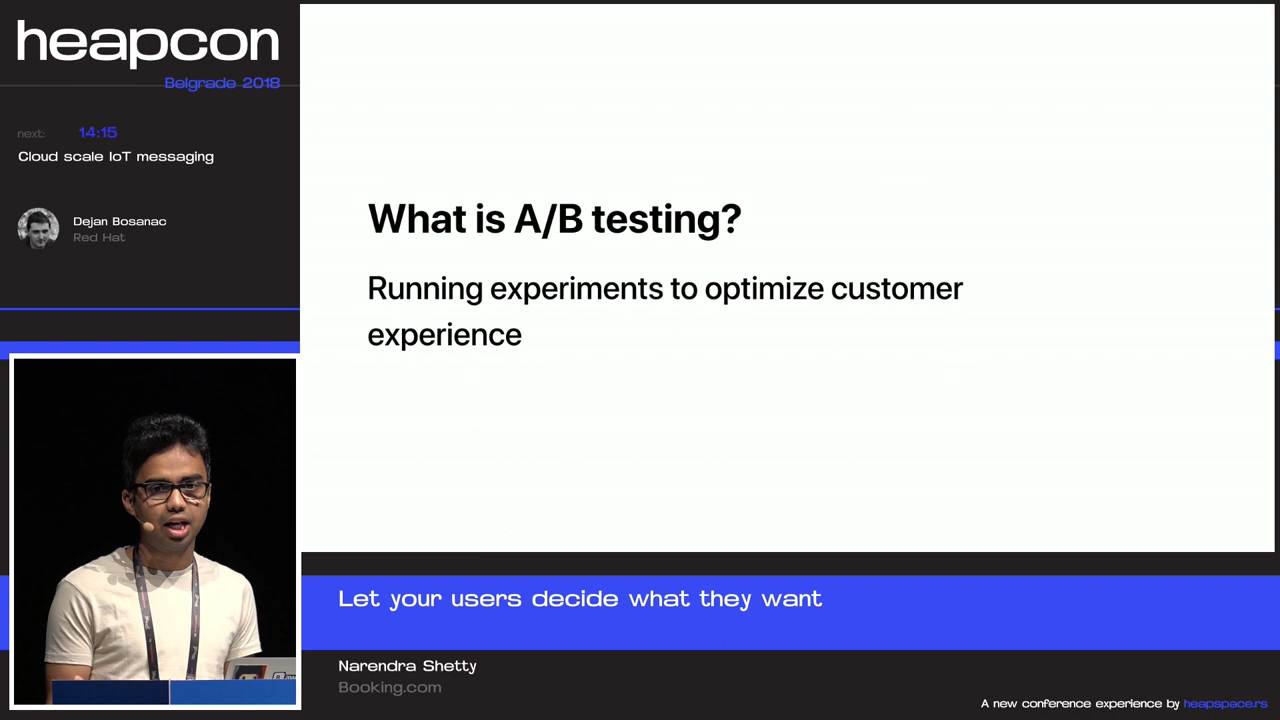 heapcon
Belgrade 2018
next: 14:15
Cloud scale IoT messaging
Dejan Bosanac
Red Hat
What is A/B testing?
Running experiments to optimize customer
experience
Let your users decide what they want
Narendra Shetty
Booking.com
A new conference experience by heapspace.rs